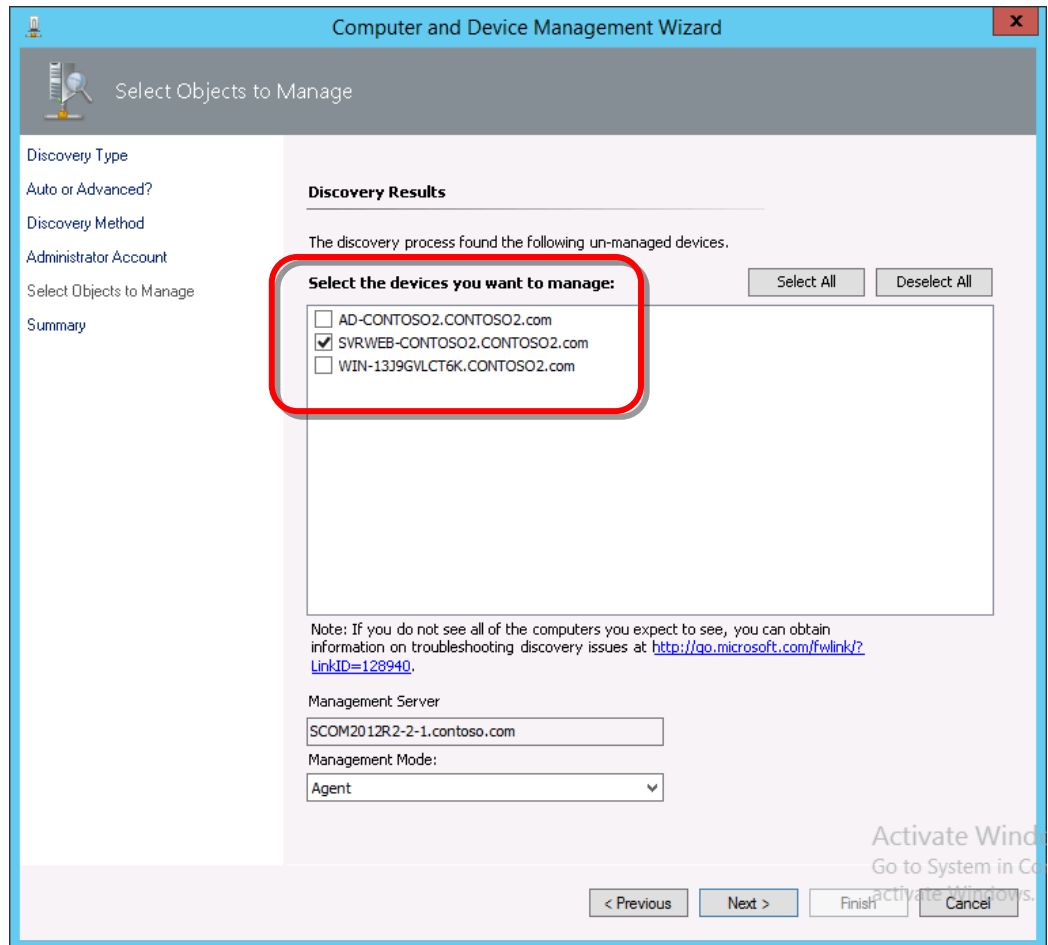 Computer and Device Management Wizard
x
Select Objects to Manage
Discovery Type
Auto or Advanced?
Discovery Method
Administrator Account
Select Objects to Manage
Summary
Discovery Results
The discovery process found the following un-managed devices.
Select the devices you want to manage:
Select All
Deselect All
AD-CONTOSO2.CONTOSO2.com
SVRWEB-CONTOSO2.CONTOSO2.com
WIN-13J9GVLCT6K.CONTOSO2.com
Note: If you do not see all of the computers you expect to see, you can obtain
information on troubleshooting discovery issues at http://go.microsoft.com/fwlink/?
LinkID=128940.
Management Server
SCOM2012R2-2-1.contoso.com
Management Mode:
Agent
Activate Windo
Go to System in Con
activate Windows.
< Previous
Next >
Finish
Cancel